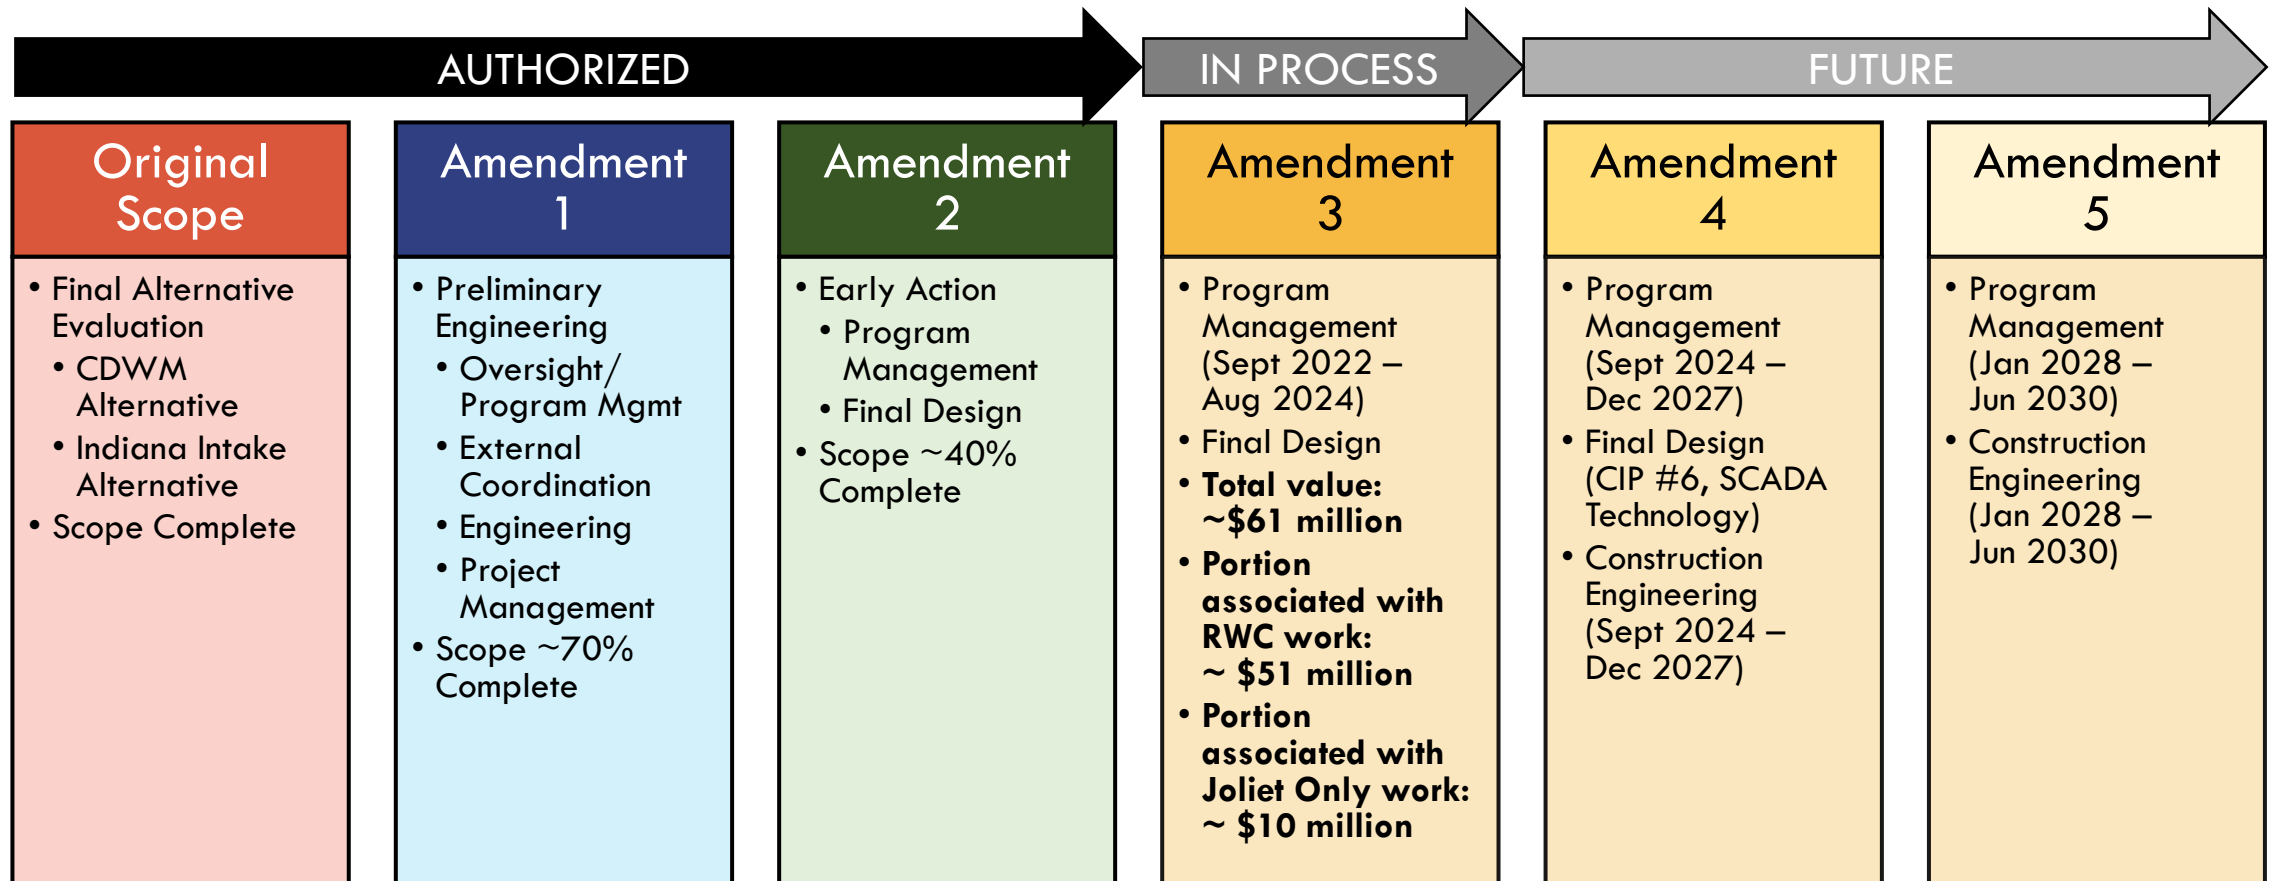 AUTHORIZED
IN PROCESS
FUTURE
Original
Scope
• Final Alternative
Evaluation
• CDWM
Alternative
• Indiana Intake
Alternative
• Scope Complete
Amendment
1
• Preliminary
Engineering
• Oversight/
Program Mgmt
• External
Coordination
• Engineering
• Project
Management
• Scope ~70%
Complete
Amendment
2
• Early Action
• Program
Management
• Final Design
• Scope ~40%
Complete
Amendment
3
• Program
Management
(Sept 2022 –
Aug 2024)
• Final Design
• Total value:
~$61 million
• Portion
associated with
RWC work:
~ $51 million
• Portion
associated with
Joliet Only work:
~ $10 million
Amendment
4
• Program
Management
(Sept 2024 –
Dec 2027)
• Final Design
(CIP #6, SCADA
Technology)
• Construction
Engineering
(Sept 2024 –
Dec 2027)
Amendment
5
• Program
Management
(Jan 2028 –
Jun 2030)
• Construction
Engineering
(Jan 2028 –
Jun 2030)